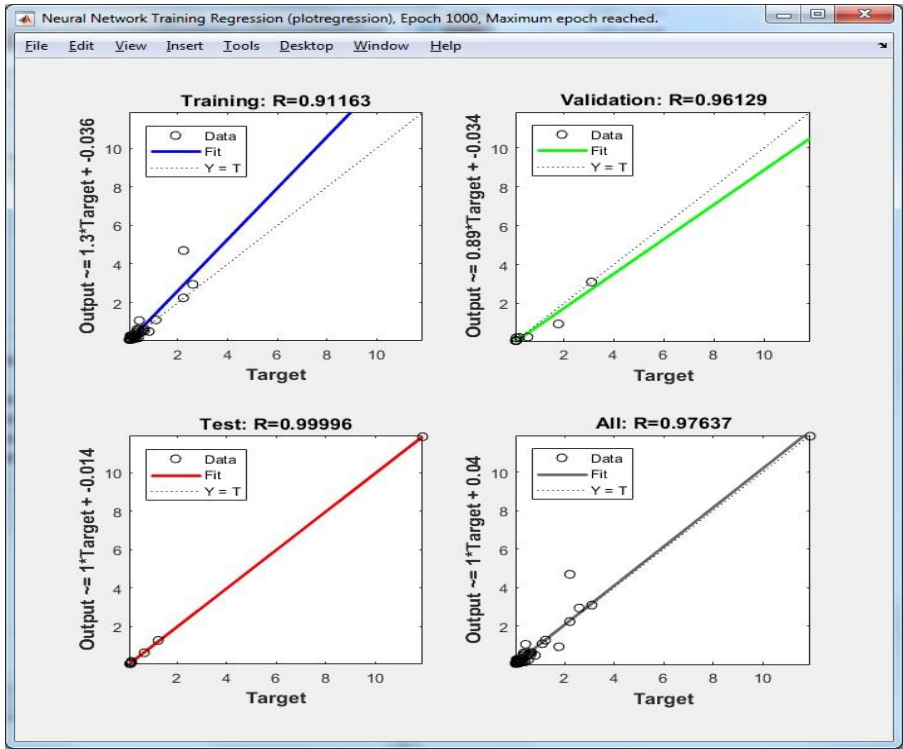 Neural Network Training Regression (plotregression), Epoch 1000, Maximum epoch reached.
File Edit View Insert Tools Desktop Window Help
Training: R=0.91163
Output ~= 1.3*Target + -0.036
Data
Fit
Y = T
10
8
6
4
2
2 4 6 8 10
Target
Validation: R=0.96129
Output ~= 0.89*Target + -0.034
Data
Fit
Y = T
10
8
6
4
2
2 4 6 8 10
Target
Test: R=0.99996
Output ~= 1*Target + -0.014
Data
Fit
Y = T
10
8
6
4
2
2 4 6 8 10
Target
All: R=0.97637
Output ~= 1*Target + 0.04
Data
Fit
Y = T
10
8
6
4
2
2 4 6 8 10
Target